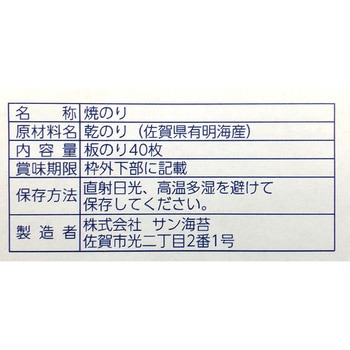 名称 焼のり
原材料名 乾のり（佐賀県有明海産）
内容量 板のり40枚
賞味期限 枠外下部に記載
保存方法 直射日光、高温多湿を避けて
保存してください。
製造者 株式会社 サン海苔
佐賀市光二丁目2番1号